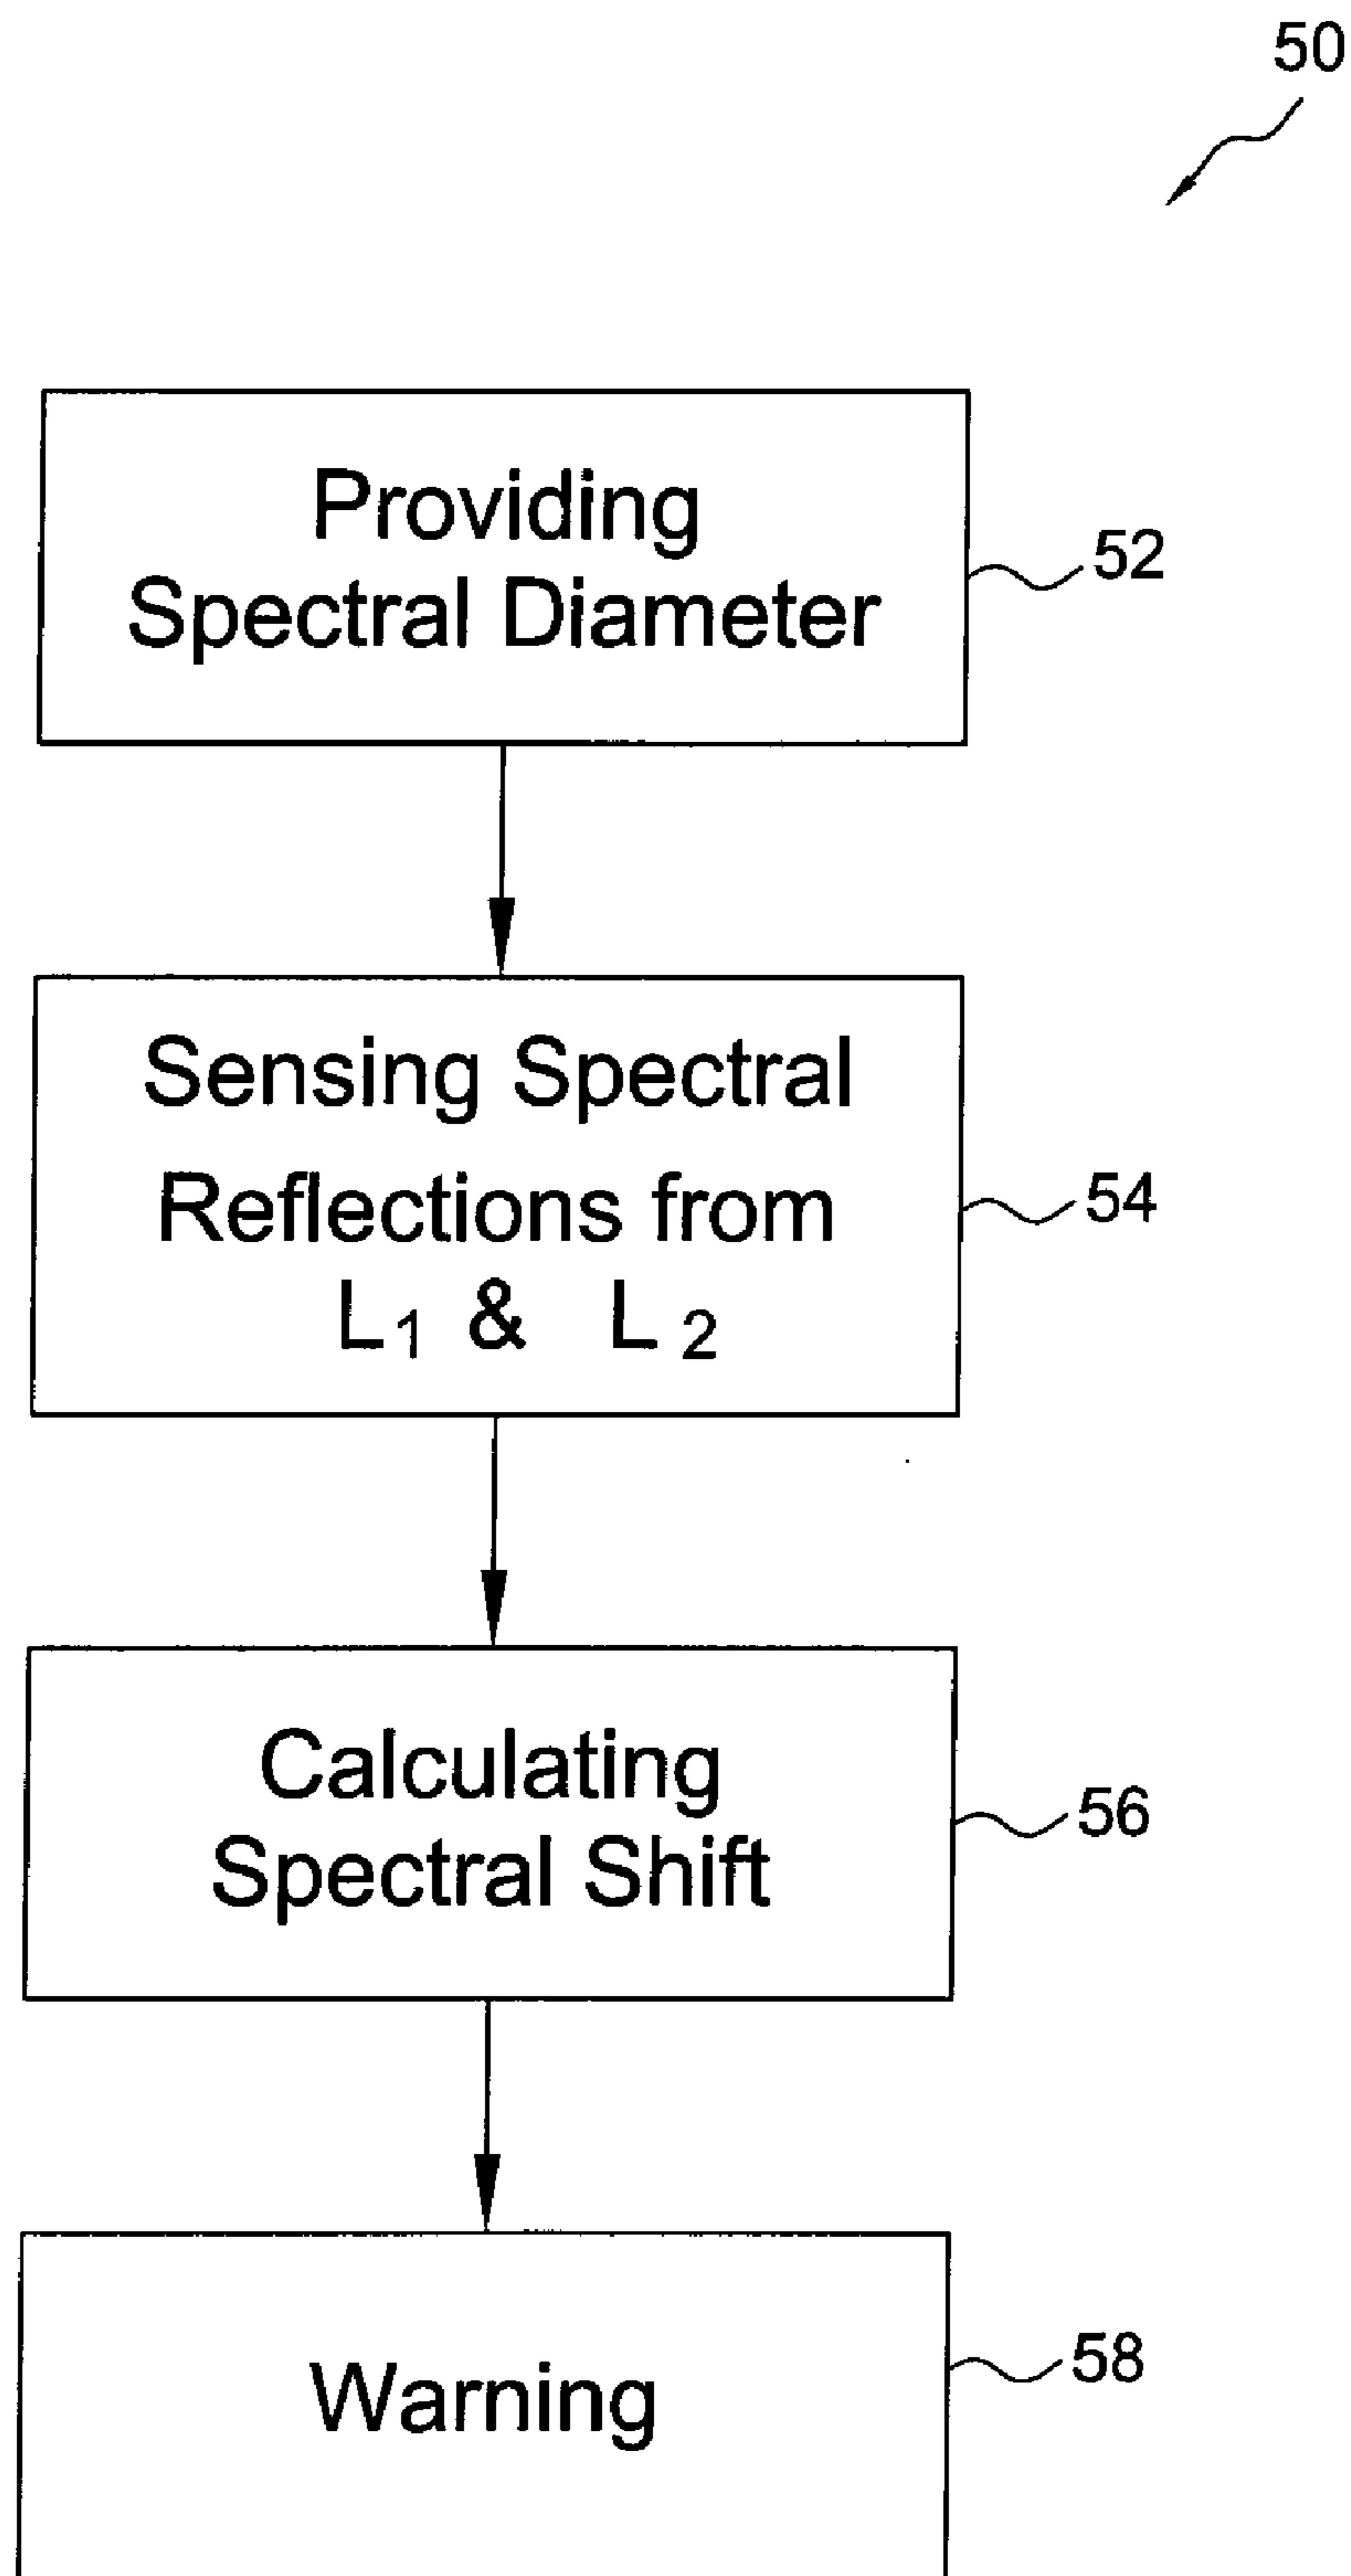 50
Providing
Spectral Diameter
52
Sensing Spectral
Reflections from
L1 & L2
54
Calculating
Spectral Shift
56
Warning
58